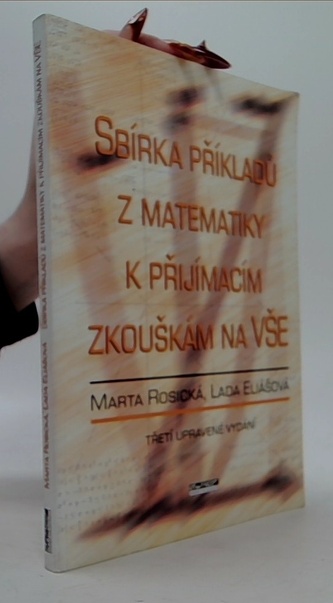 SBÍRKA PŘÍKLADŮ
Z MATEMATIKY
K PŘIJÍMACÍM
ZKOUŠKÁM NA VŠE
MARTA ROSICKÁ, LADA ELIÁŠOVÁ
TŘETÍ UPRAVENÉ VYDÁNÍ
MARTA ROSICKÁ, LADA ELIÁŠOVÁ SBÍRKA PŘÍKLADŮ Z MATEMATIKY K PŘIJÍMACÍM ZKOUŠKÁM NA VŠE